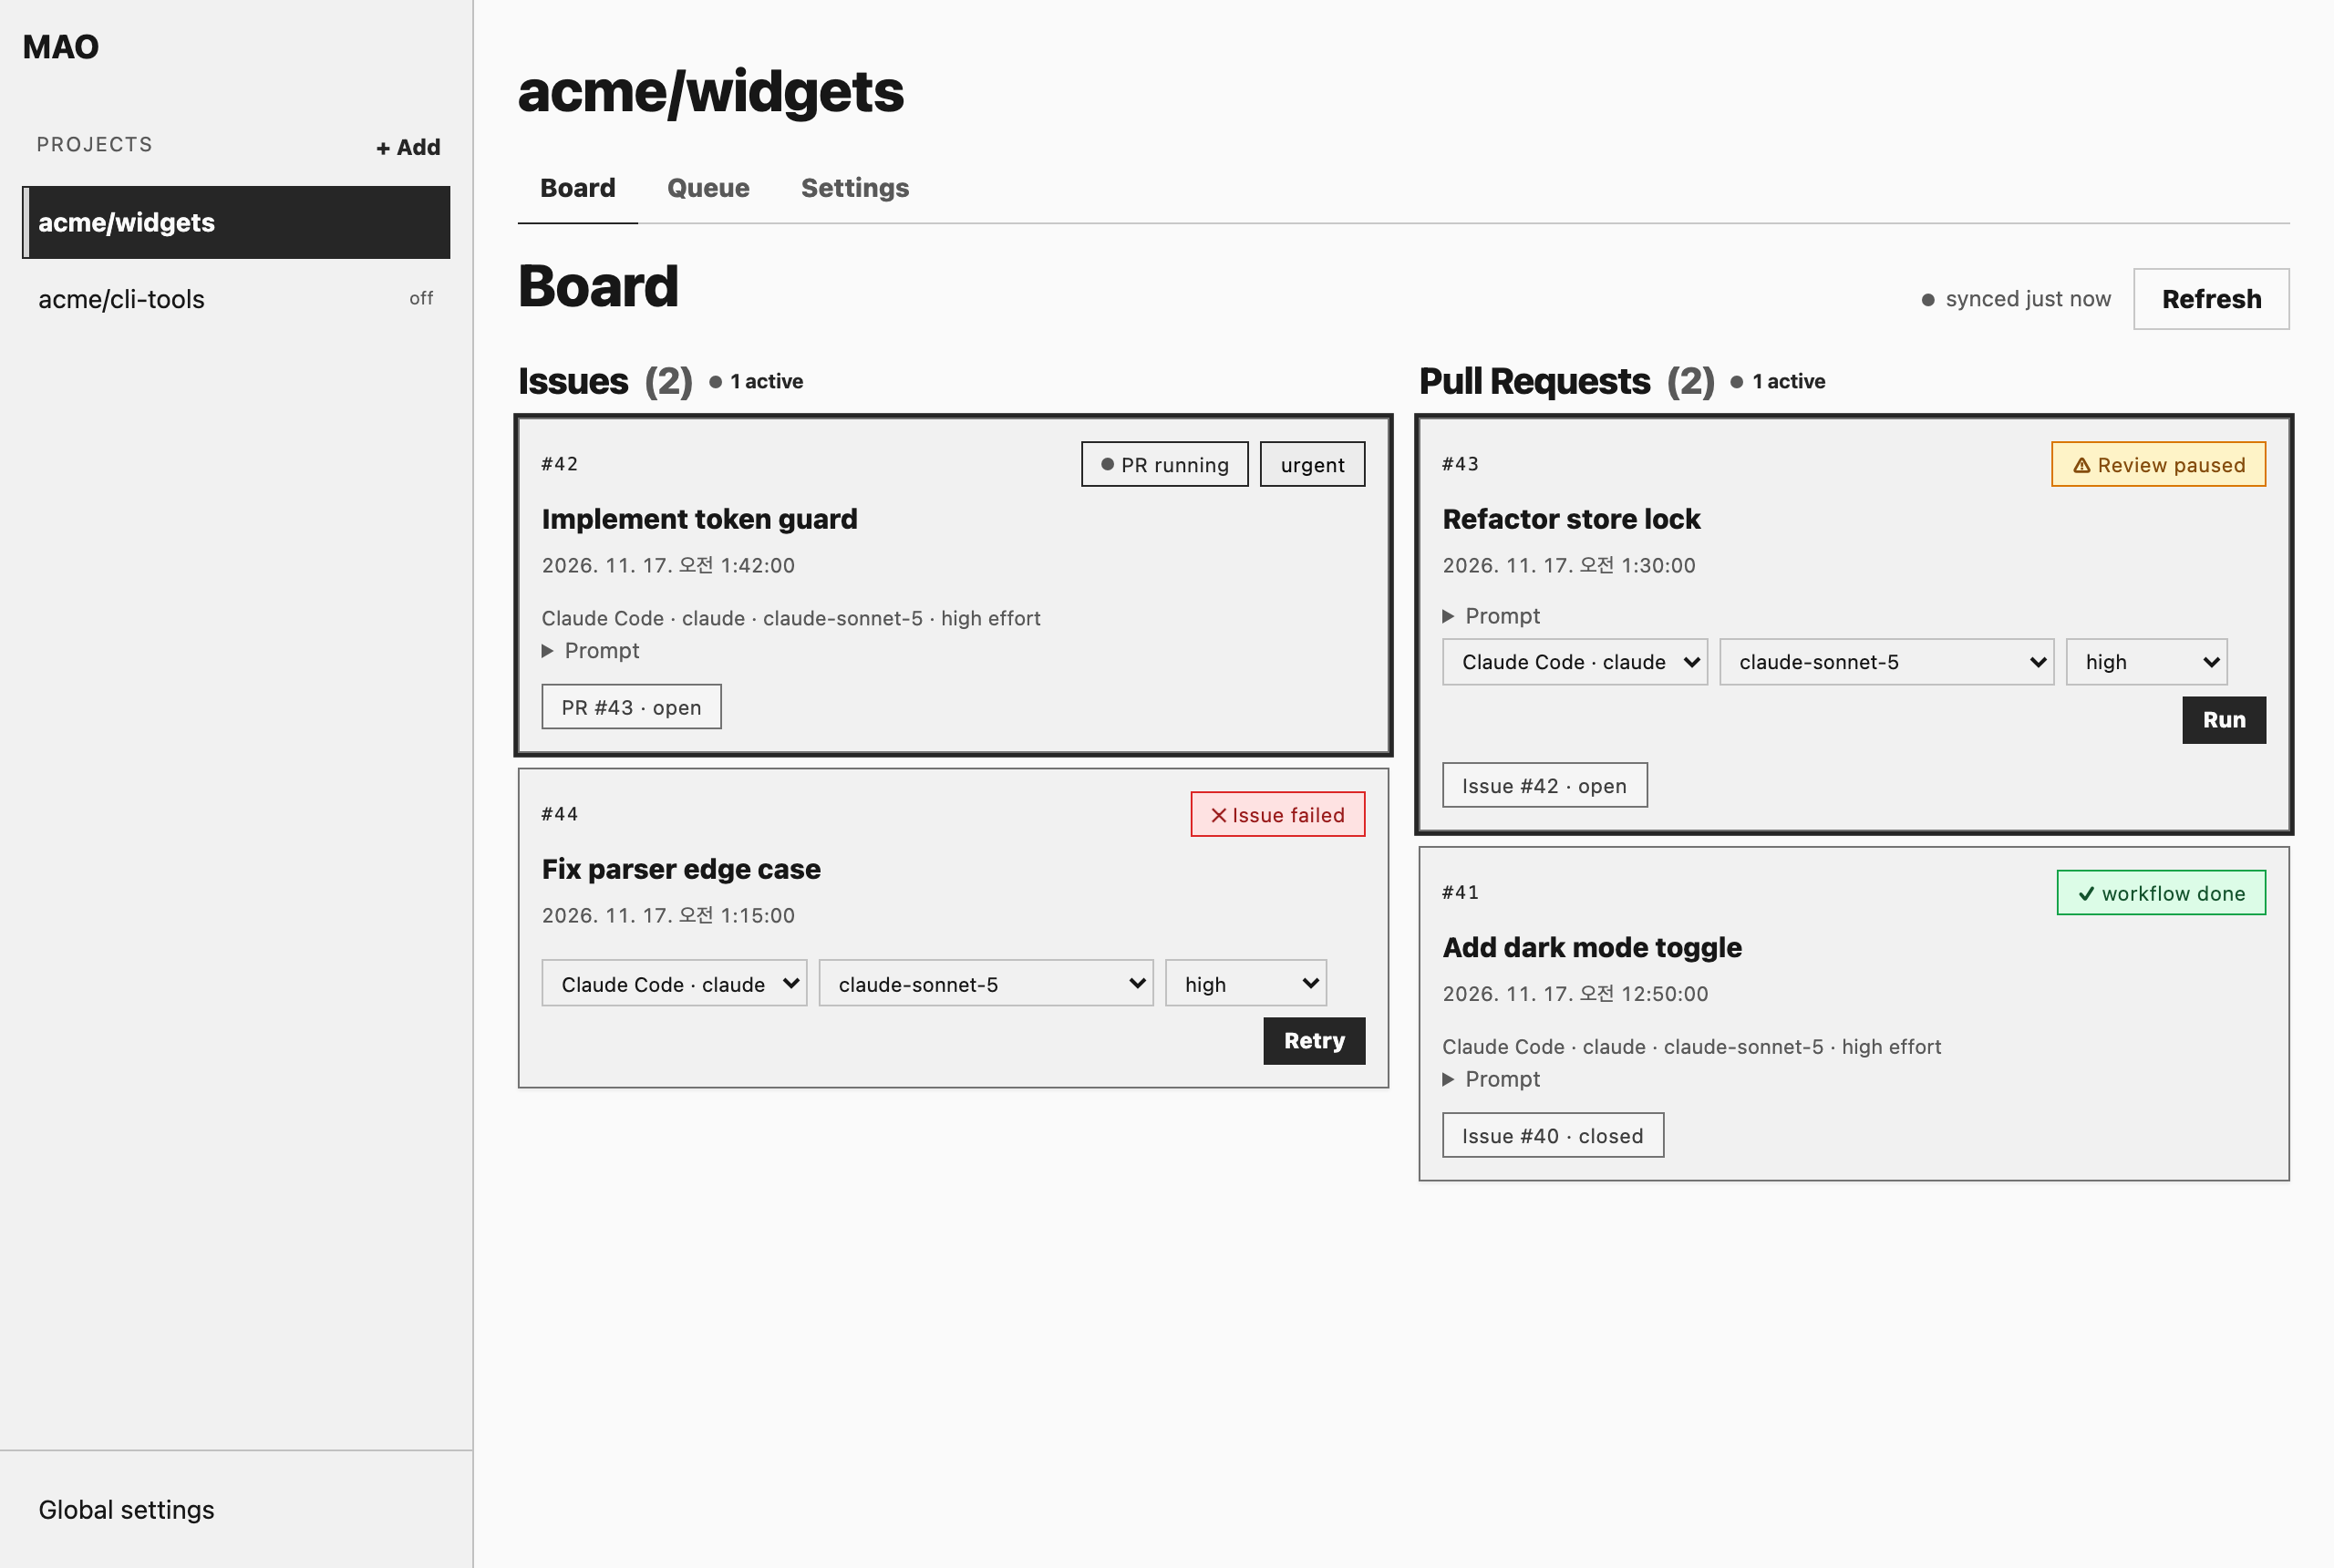 MAO
PROJECTS
+ Add
acme/widgets
acme/cli-tools
off
Global settings
acme/widgets
Board
Queue
Settings
Board
synced just now
Refresh
Issues (2) 1 active
#42
PR running
urgent
Implement token guard
2026. 11. 17. 오전 1:42:00
Claude Code · claude · claude-sonnet-5 · high effort
Prompt
PR #43 · open
#44
Issue failed
Fix parser edge case
2026. 11. 17. 오전 1:15:00
Claude Code · claude
claude-sonnet-5
high
Retry
Pull Requests (2) 1 active
#43
Review paused
Refactor store lock
2026. 11. 17. 오전 1:30:00
Prompt
Claude Code · claude
claude-sonnet-5
high
Run
Issue #42 · open
#41
workflow done
Add dark mode toggle
2026. 11. 17. 오전 12:50:00
Claude Code · claude · claude-sonnet-5 · high effort
Prompt
Issue #40 · closed